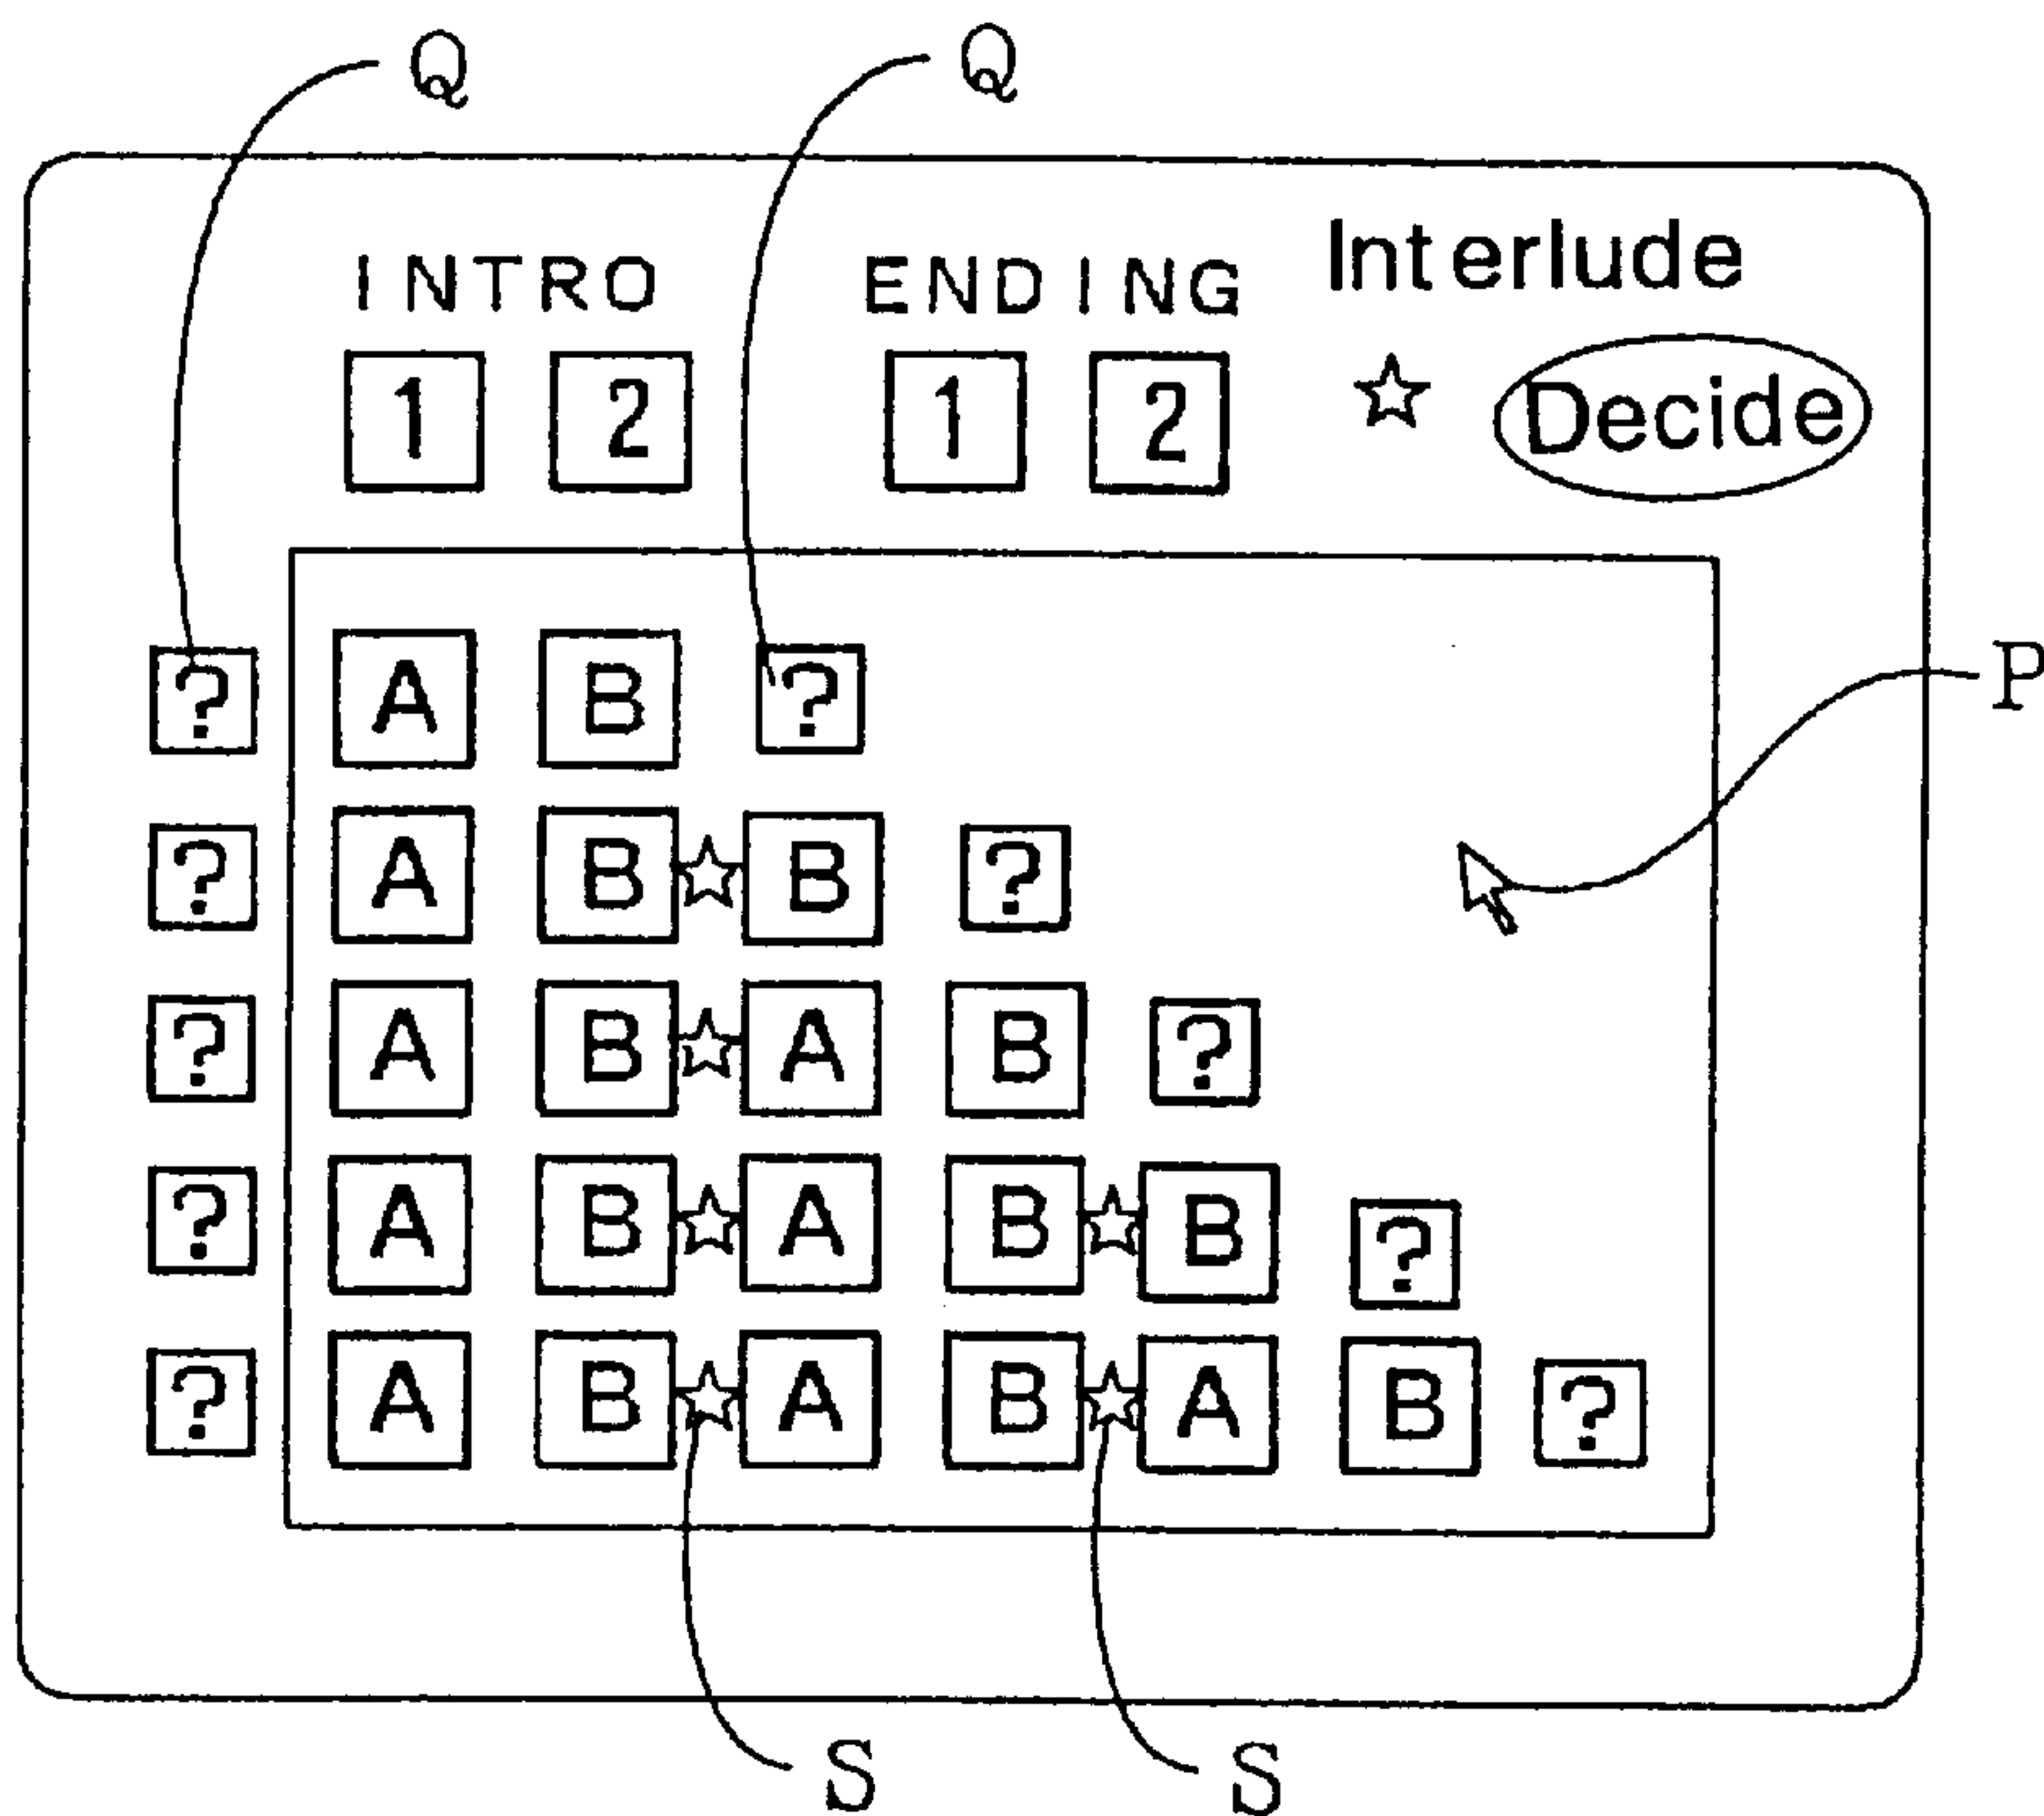 Q Q
INTRO ENDING Interlude
1 2 1 2 ☆ Decide
? A B ? P
? A B ☆ B ?
? A B ☆ A B ?
? A B ☆ A B ☆ B ?
? A B ☆ A B ☆ A B ?
S S